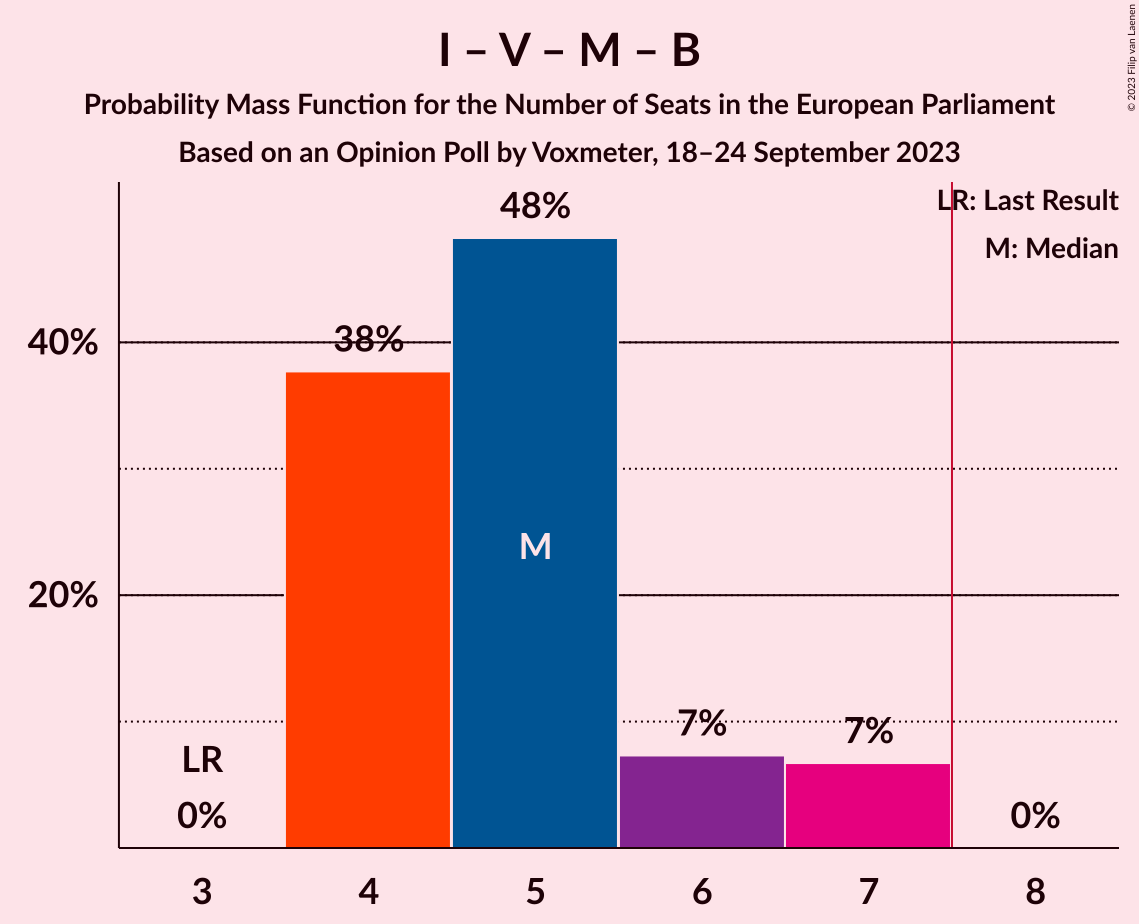 I – V – M – B
Probability Mass Function for the Number of Seats in the European Parliament
Based on an Opinion Poll by Voxmeter, 18–24 September 2023
© 2023 Filip van Laenen
LR: Last Result
M: Median
48%
40%
38%
M
20%
7%
7%
LR
0%
0%
3
4
5
6
7
8